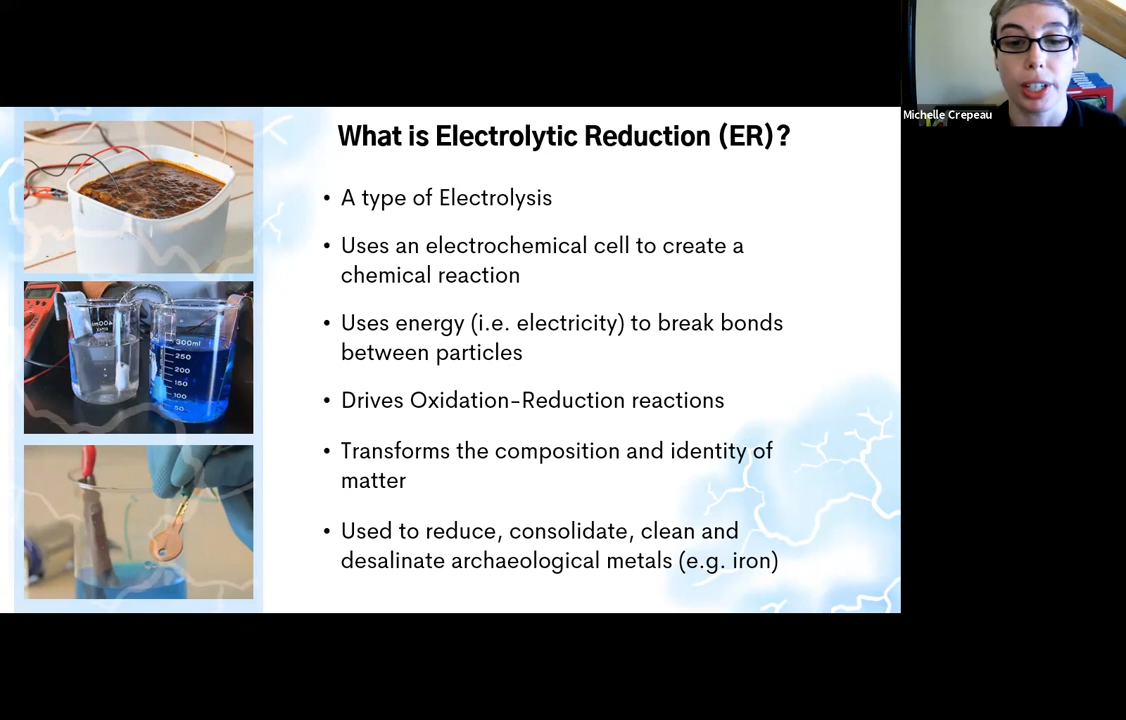 Michelle Crepeau
What is Electrolytic Reduction (ER)?
• A type of Electrolysis
• Uses an electrochemical cell to create a
chemical reaction
• Uses energy (i.e. electricity) to break bonds
between particles
• Drives Oxidation-Reduction reactions
• Transforms the composition and identity of
matter
• Used to reduce, consolidate, clean and
desalinate archaeological metals (e.g. iron)
300ml
250
200
150
100
50